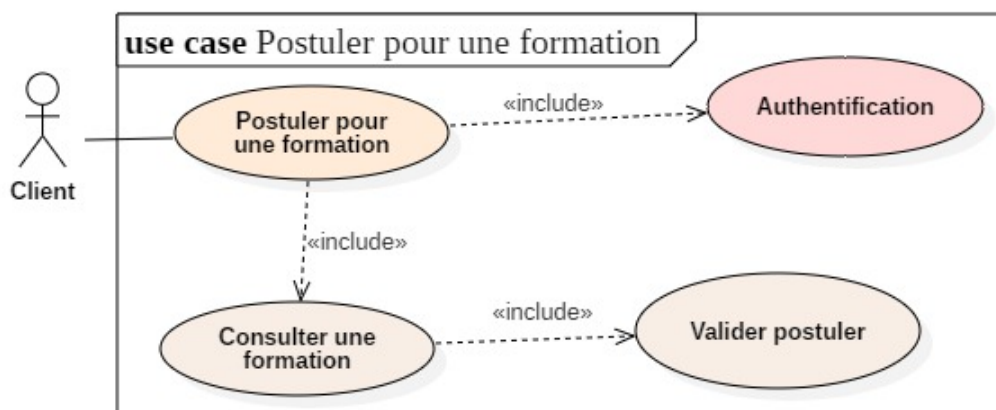 use case Postuler pour une formation
Client
Postuler pour
une formation
«include»
Authentification
«include»
Consulter une
formation
«include»
Valider postuler